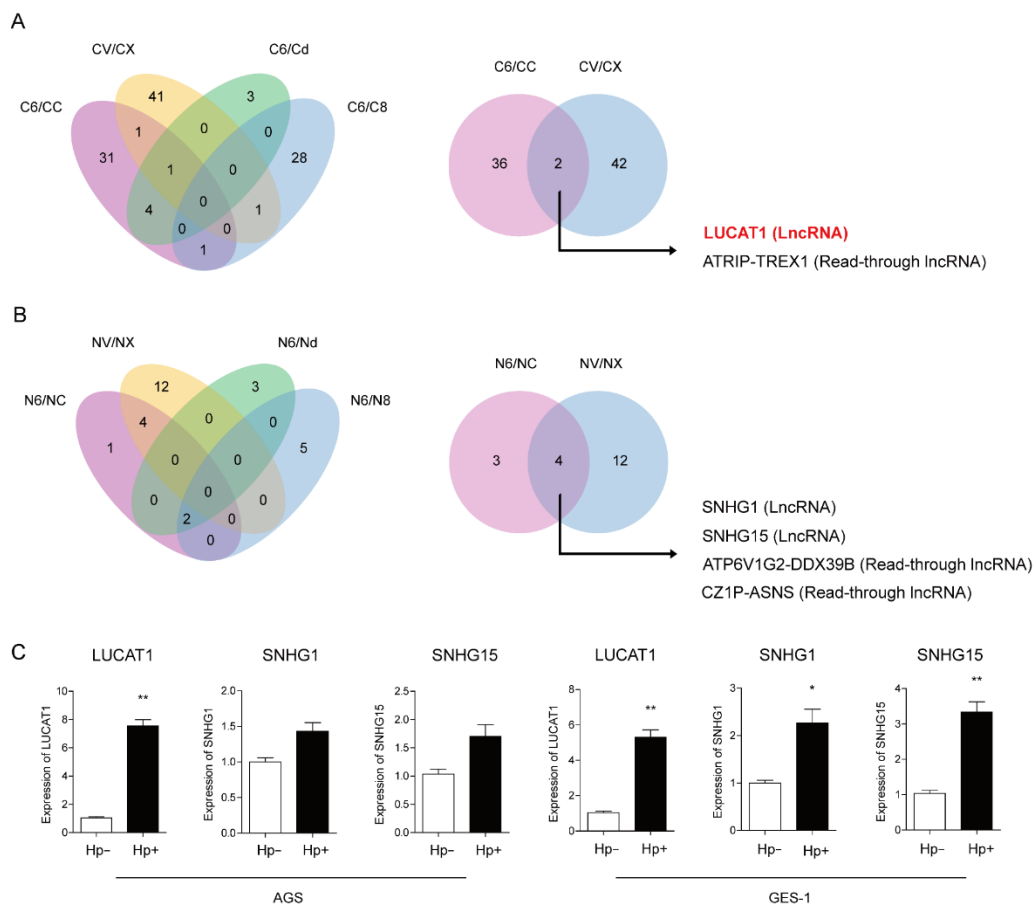 A
CV/CX
C6/Cd
C6/CC
C6/C8
41
3
1
0
0
31
1
0
28
4
0
1
0
0
1
C6/CC
CV/CX
36
2
42
LUCAT1 (LncRNA)
ATRIP-TREX1 (Read-through lncRNA)
B
NV/NX
N6/Nd
N6/NC
N6/N8
12
3
4
0
0
1
0
0
5
0
0
0
2
0
0
N6/NC
NV/NX
3
4
12
SNHG1 (LncRNA)
SNHG15 (LncRNA)
ATP6V1G2-DDX39B (Read-through lncRNA)
CZ1P-ASNS (Read-through lncRNA)
C
LUCAT1
Expression of LUCAT1
10
8
6
4
2
0
**
Hp−
Hp+
SNHG1
Expression of SNHG1
2.0
1.5
1.0
0.5
0.0
Hp−
Hp+
SNHG15
Expression of SNHG15
2.5
2.0
1.5
1.0
0.5
0.0
Hp−
Hp+
AGS
LUCAT1
Expression of LUCAT1
8
6
4
2
0
**
Hp−
Hp+
SNHG1
Expression of SNHG1
3
2
1
0
*
Hp−
Hp+
SNHG15
Expression of SNHG15
4
3
2
1
0
**
Hp−
Hp+
GES-1